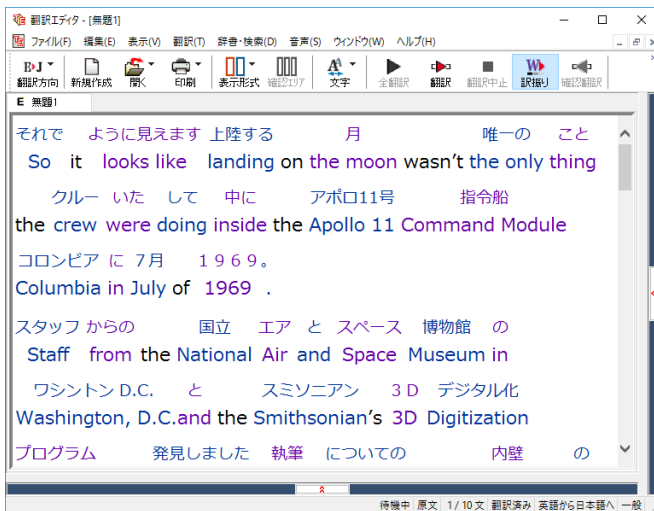 翻訳エディタ - [無題1]
ファイル(F) 編集(E) 表示(V) 翻訳(T) 辞書・検索(D) 音声(S) ウィンドウ(W) ヘルプ(H)
翻訳方向 新規作成 開く 印刷 表示形式 確認エリア 文字 全翻訳 翻訳 翻訳中止 訳振り 確認翻訳
E 無題1
それで ように見えます 上陸する 月 唯一の こと
So it looks like landing on the moon wasn't the only thing
クルー いた して 中に アポロ11号 指令船
the crew were doing inside the Apollo 11 Command Module
コロンビア に 7月 1969。
Columbia in July of 1969 .
スタッフ からの 国立 エア と スペース 博物館 の
Staff from the National Air and Space Museum in
ワシントン D.C. と スミソニアン 3D デジタル化
Washington, D.C.and the Smithsonian's 3D Digitization
プログラム 発見しました 執筆 についての 内壁 の
待機中 原文 1/10文 翻訳済み 英語から日本語へ 一般